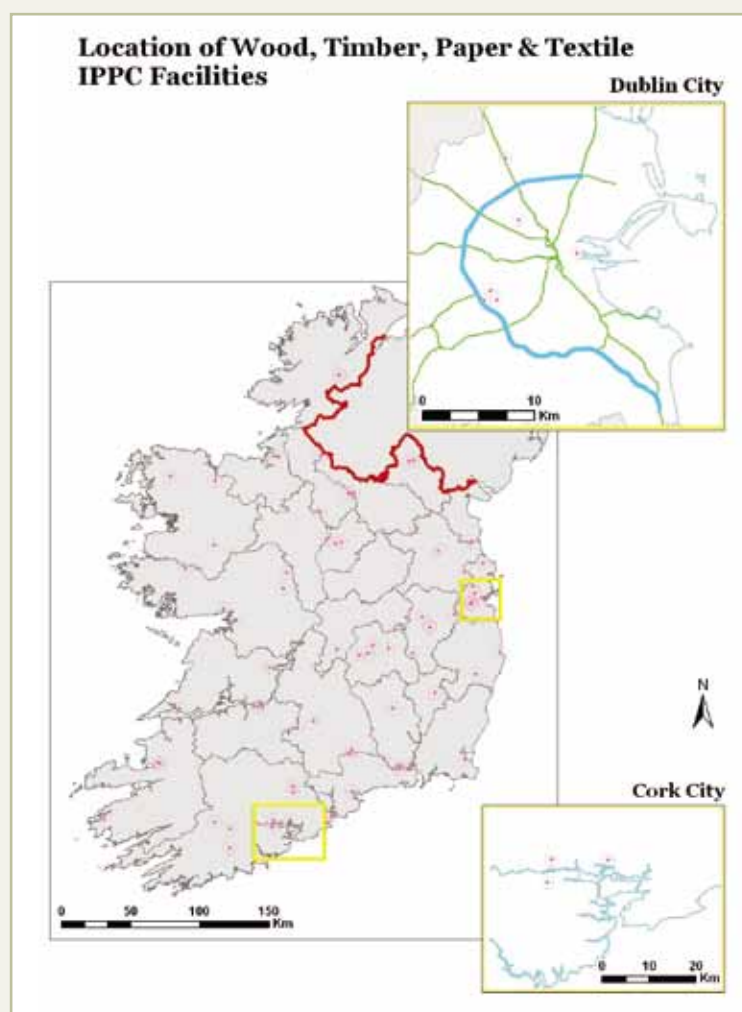 Location of Wood, Timber, Paper & Textile
IPPC Facilities
Dublin City
0 10
Km
N
Cork City
0 50 100 150
Km
0 10 20
Km